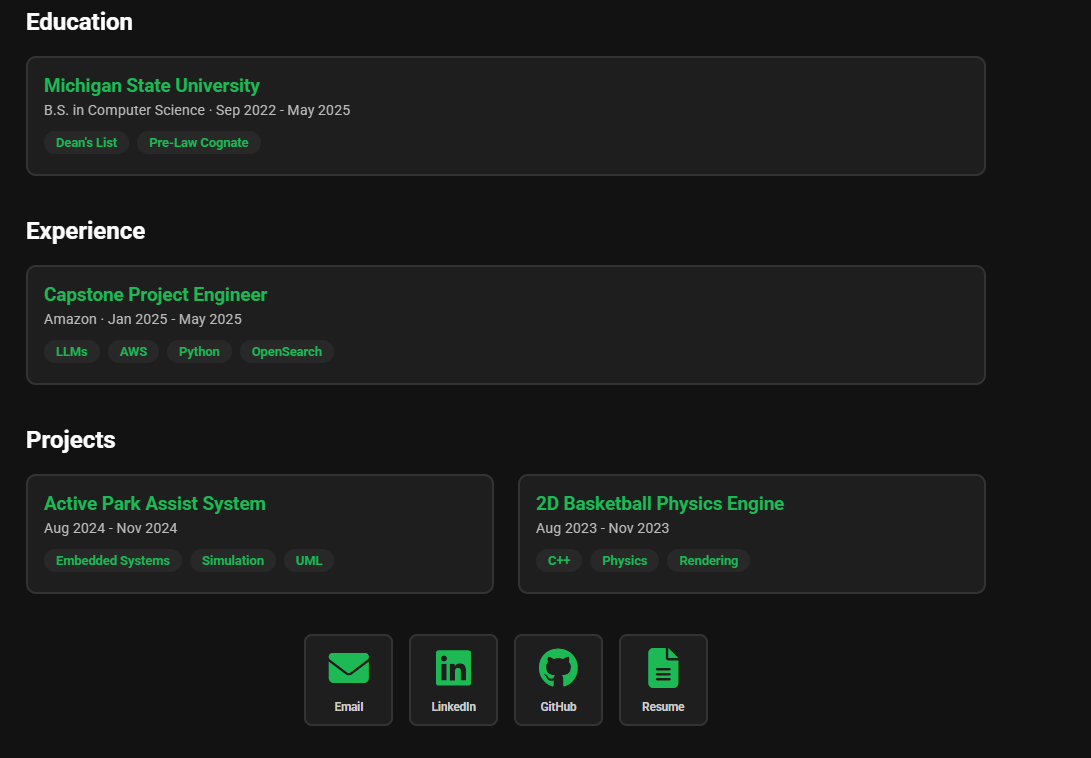 Education
Michigan State University
B.S. in Computer Science · Sep 2022 - May 2025
Dean's List Pre-Law Cognate
Experience
Capstone Project Engineer
Amazon · Jan 2025 - May 2025
LLMs AWS Python OpenSearch
Projects
Active Park Assist System
Aug 2024 - Nov 2024
Embedded Systems Simulation UML
2D Basketball Physics Engine
Aug 2023 - Nov 2023
C++ Physics Rendering
Email LinkedIn GitHub Resume